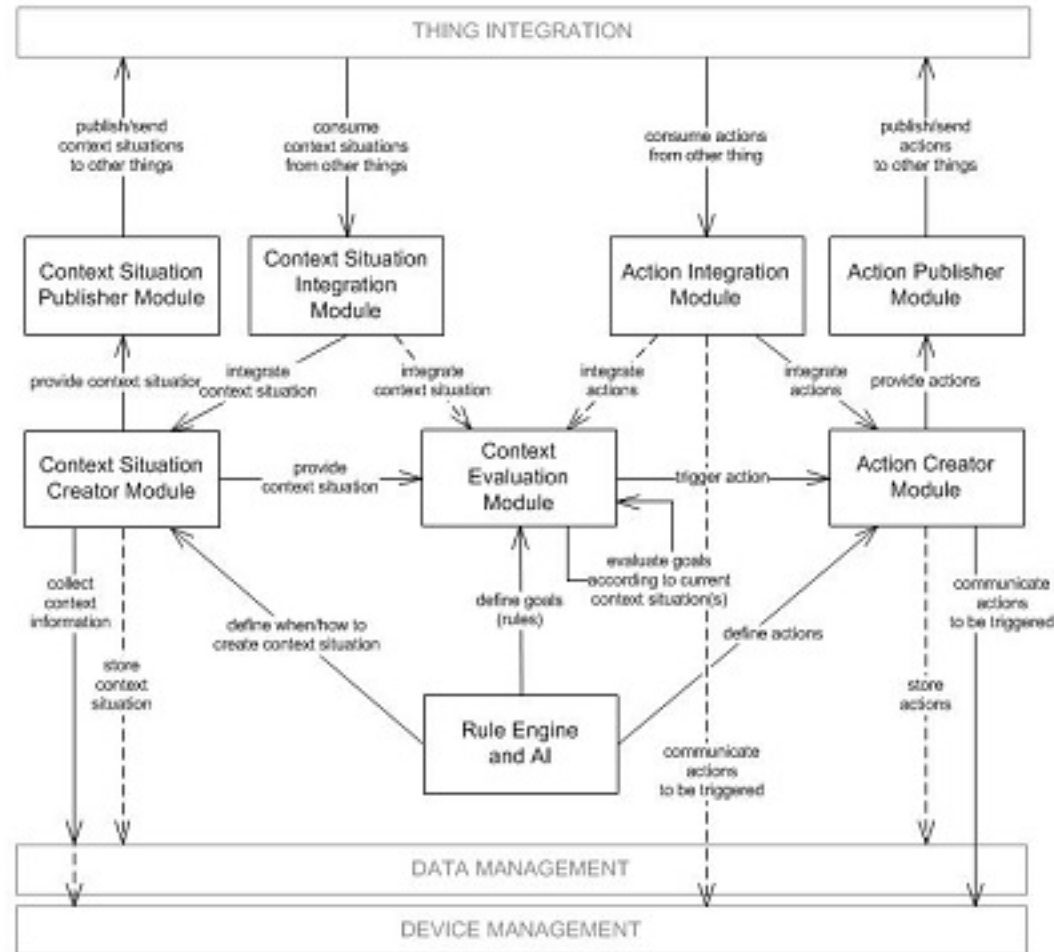 THING INTEGRATION
publish/send
context situations
to other things
consume
context situations
from other things
consume actions
from other thing
publish/send
actions
to other things
Context Situation
Publisher Module
Context Situation
Integration
Module
Action Integration
Module
Action Publisher
Module
provide context situation
integrate
context situation
integrate
context situation
integrate
actions
integrate
actions
provide actions
Context Situation
Creator Module
provide
context situation
Context
Evaluation
Module
trigger action
Action Creator
Module
collect
context
information
define when/how to
create context situation
define goals
(rules)
evaluate goals
according to current
context situation(s)
define actions
communicate
actions
to be triggered
store
context
situation
Rule Engine
and AI
communicate
actions
to be triggered
store
actions
DATA MANAGEMENT
DEVICE MANAGEMENT